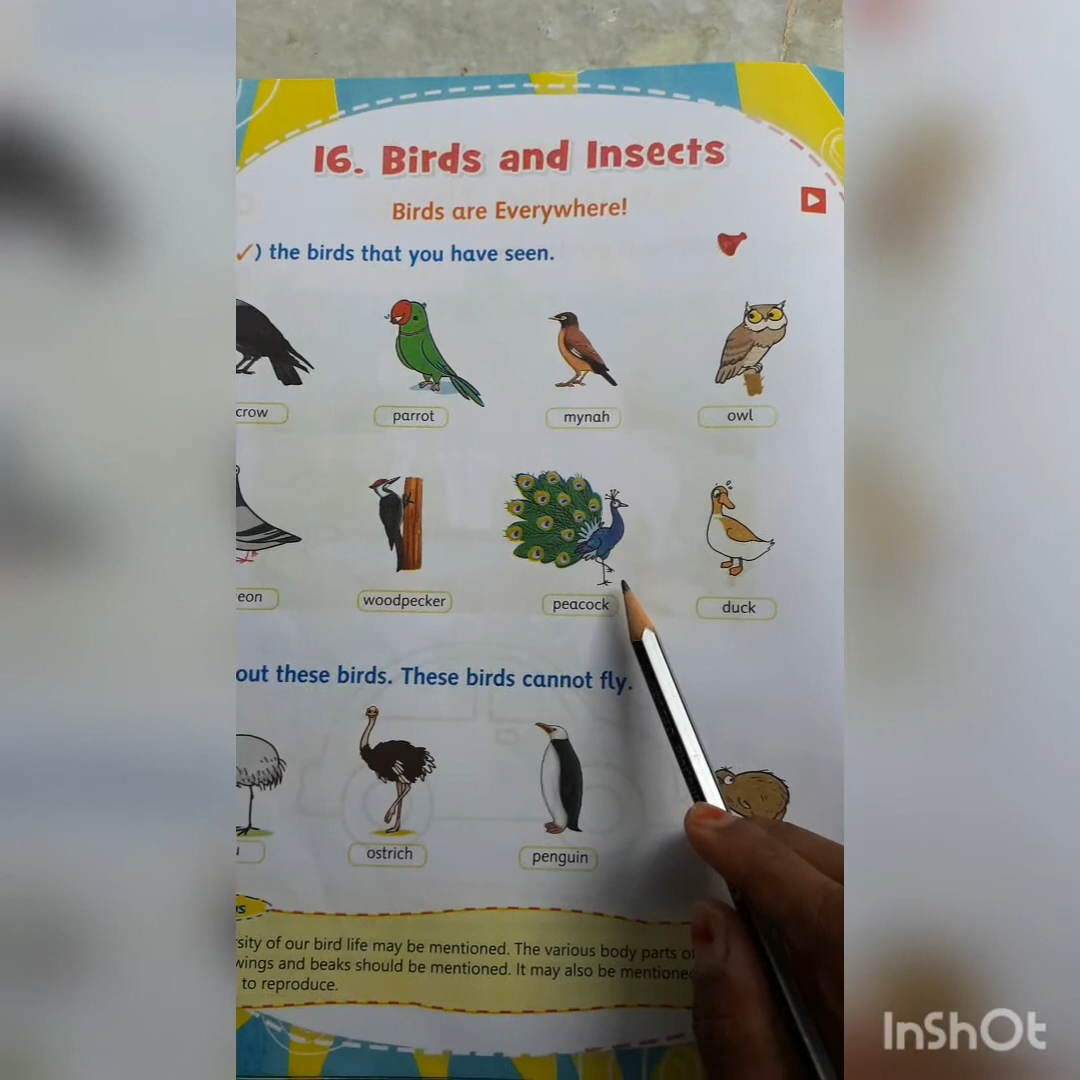 16. Birds and Insects
Birds are Everywhere!
✓) the birds that you have seen.
crow
parrot
mynah
owl
eon
woodpecker
peacock
duck
out these birds. These birds cannot fly.
ostrich
penguin
sity of our bird life may be mentioned. The various body parts of
wings and beaks should be mentioned. It may also be mentioned
to reproduce.
InShOt